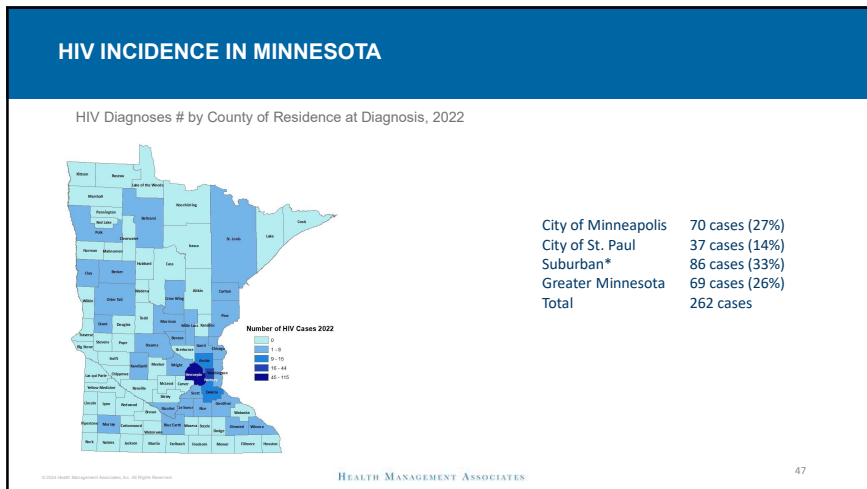 HIV INCIDENCE IN MINNESOTA
HIV Diagnoses # by County of Residence at Diagnosis, 2022
Kittson
Roseau
Lake of the Woods
Marshall
Koochiching
Pennington
Red Lake
Beltrami
Polk
Clearwater
St. Louis
Cook
Lake
Itasca
Norman
Mahnomen
Hubbard
Cass
Clay
Becker
Aitkin
Wadena
Crow Wing
Carlton
Wilkin
Otter Tail
Pine
Todd
Morrison
Mille Lacs
Kanabec
Grant
Douglas
Benton
Traverse
Stevens
Pope
Stearns
Big Stone
Sherburne
Chisago
Swift
Kandiyohi
Meeker
Wright
Anoka
Washington
Lac qui Parle
Chippewa
McLeod
Carver
Yellow Medicine
Renville
Sibley
Scott
Dakota
Lincoln
Lyon
Redwood
Nicollet
Le Sueur
Rice
Goodhue
Wabasha
Brown
Pipestone
Murray
Cottonwood
Watonwan
Blue Earth
Waseca
Steele
Dodge
Olmsted
Winona
Rock
Nobles
Jackson
Martin
Faribault
Freeborn
Mower
Fillmore
Houston
Number of HIV Cases 2022
0
1 - 8
9 - 15
16 - 44
45 - 115
City of Minneapolis 70 cases (27%)
City of St. Paul 37 cases (14%)
Suburban* 86 cases (33%)
Greater Minnesota 69 cases (26%)
Total 262 cases
© 2024 Health Management Associates, Inc. All Rights Reserved.
HEALTH MANAGEMENT ASSOCIATES
47